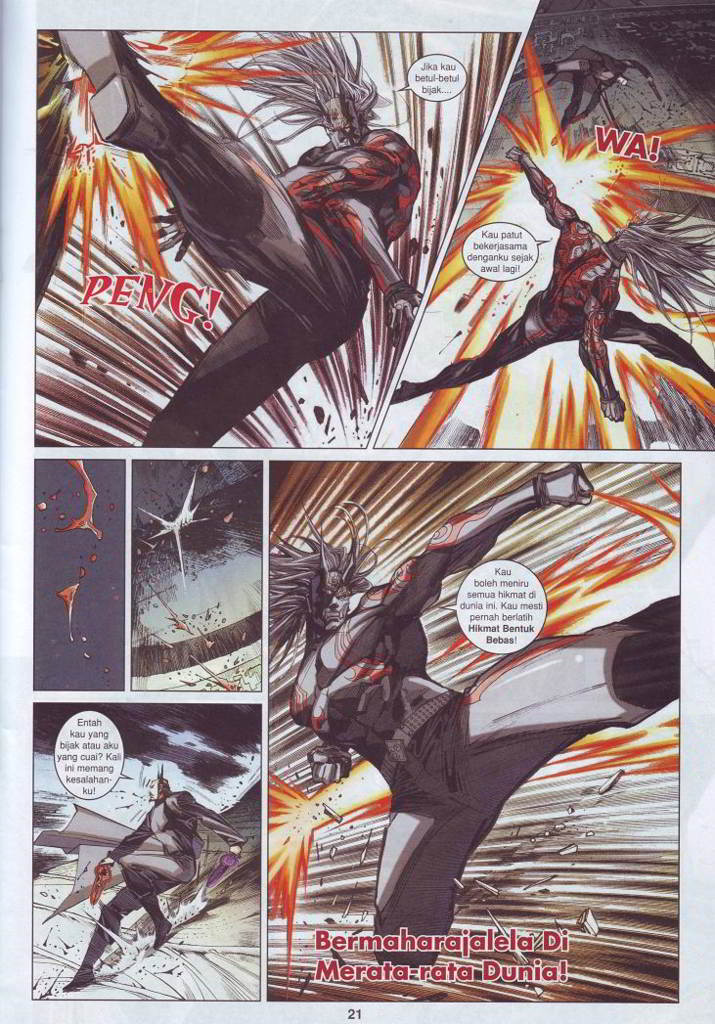 Jika kau
betul-betul
bijak....
PENG!
WA!
Kau patut
bekerjasama
denganku sejak
awal lagi!
Kau
boleh meniru
semua hikmat di
dunia ini. Kau mesti
pernah berlatih
Hikmat Bentuk
Bebas!
Entah
kau yang
bijak atau aku
yang cuai? Kali
ini memang
kesalahan-
ku!
Bermaharajalela Di
Merata-rata Dunia!
21